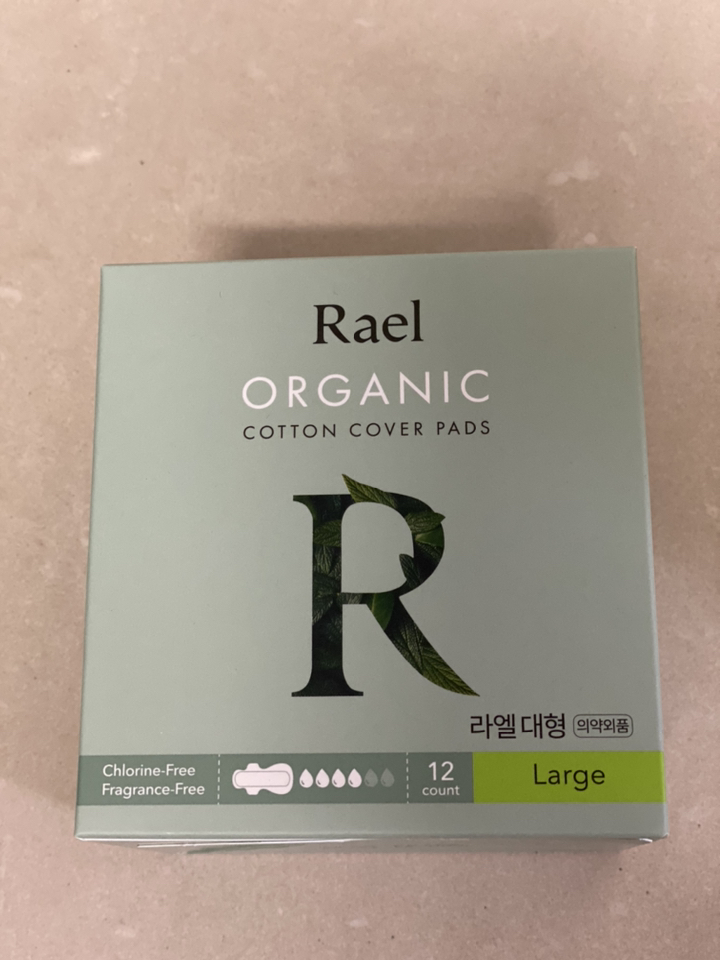 Rael
ORGANIC
COTTON COVER PADS
R
라엘 대형 의약외품
Chlorine-Free
Fragrance-Free
12
count
Large